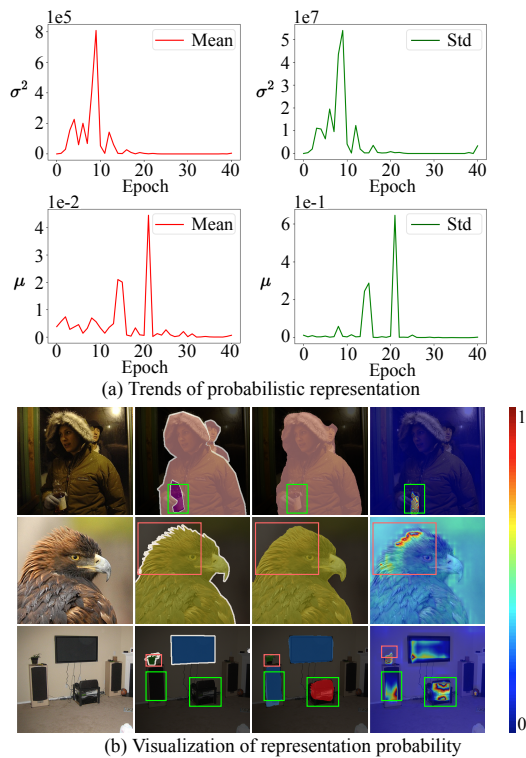 1e5
8
6
4
2
0
σ²
Mean
0 10 20 30 40
Epoch
1e7
5
4
3
2
1
0
σ²
Std
0 10 20 30 40
Epoch
1e-2
4
3
2
1
0
μ
Mean
0 10 20 30 40
Epoch
6e-1
4
2
0
μ
Std
0 10 20 30 40
Epoch
(a) Trends of probabilistic representation
1
0
(b) Visualization of representation probability